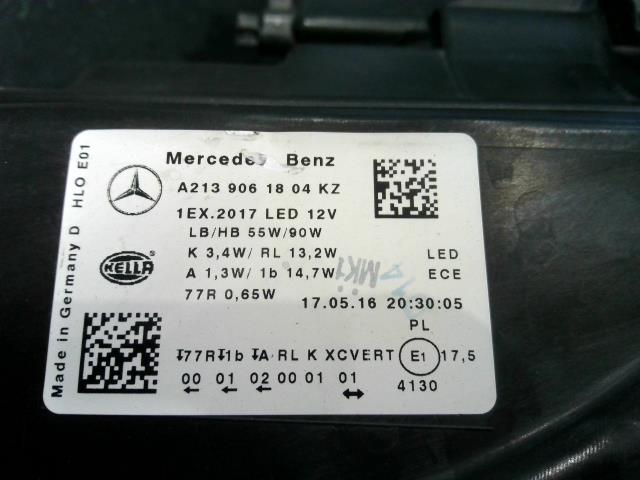 Mercedes Benz
A213 906 18 04 KZ
1EX.2017 LED 12V
LB/HB 55W/90W
K 3,4W/ RL 13,2W LED
A 1,3W/ 1b 14,7W ECE
77R 0,65W 17.05.16 20:30:05
MK1
HELLA
Made in Germany D HLO E01
PL
77R 1b A RL K XCVERT E1 17,5
00 01 02 00 01 01 4130